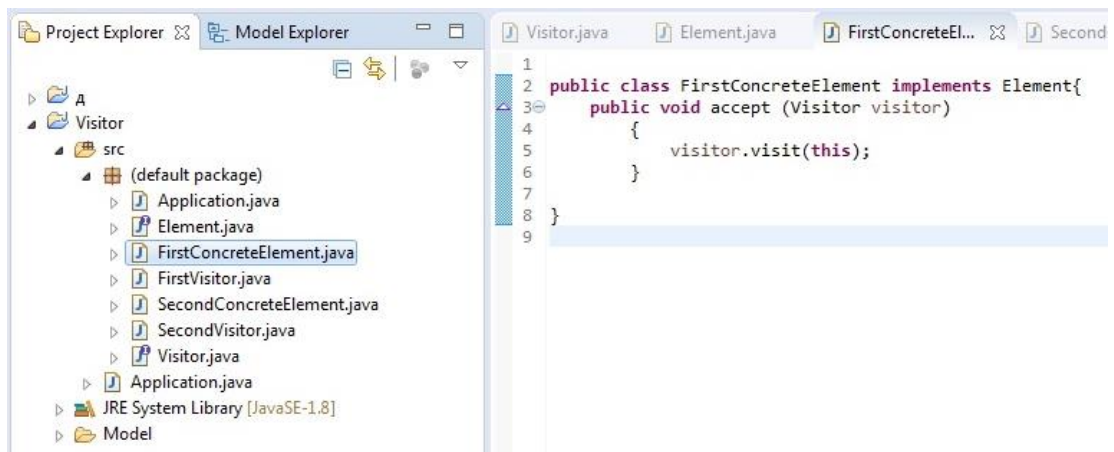 Project Explorer
Model Explorer
д
Visitor
src
(default package)
Application.java
Element.java
FirstConcreteElement.java
FirstVisitor.java
SecondConcreteElement.java
SecondVisitor.java
Visitor.java
Application.java
JRE System Library [JavaSE-1.8]
Model
Visitor.java Element.java FirstConcreteEl... Second
1
2 public class FirstConcreteElement implements Element{
3 public void accept (Visitor visitor)
4 {
5 visitor.visit(this);
6 }
7
8 }
9